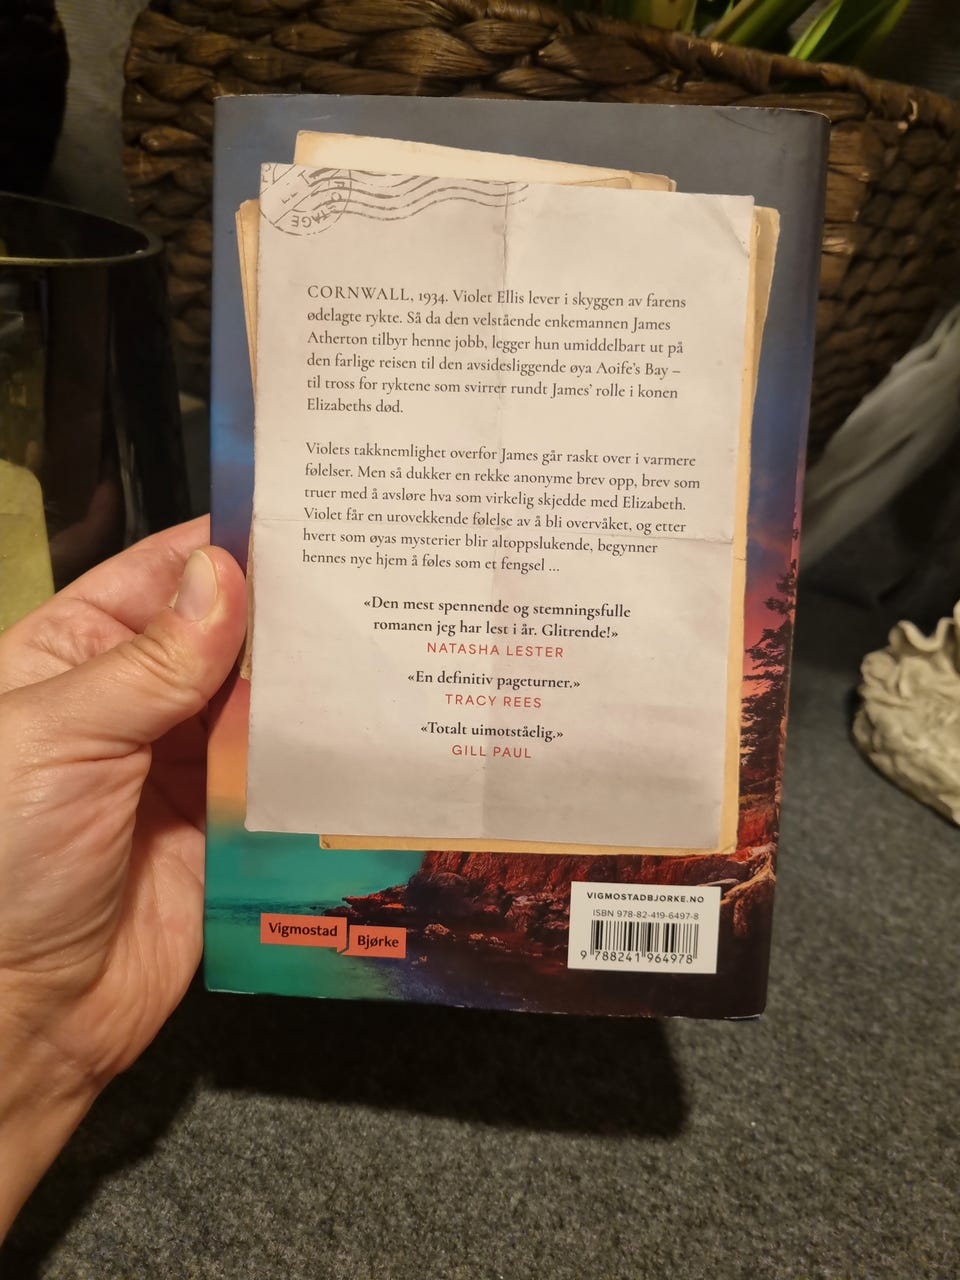 POSTAGE
CORNWALL, 1934. Violet Ellis lever i skyggen av farens
ødelagte rykte. Så da den velstående enkemannen James
Atherton tilbyr henne jobb, legger hun umiddelbart ut på
den farlige reisen til den avsidesliggende øya Aoife's Bay –
til tross for ryktene som svirrer rundt James' rolle i konen
Elizabeths død.
Violets takknemlighet overfor James går raskt over i varmere
følelser. Men så dukker en rekke anonyme brev opp, brev som
truer med å avsløre hva som virkelig skjedde med Elizabeth.
Violet får en urovekkende følelse av å bli overvåket, og etter
hvert som øyas mysterier blir altoppslukende, begynner
hennes nye hjem å føles som et fengsel ...
«Den mest spennende og stemningsfulle
romanen jeg har lest i år. Glitrende!»
NATASHA LESTER
«En definitiv pageturner.»
TRACY REES
«Totalt uimotståelig.»
GILL PAUL
Vigmostad
Bjørke
VIGMOSTADBJORKE.NO
ISBN 978-82-419-6497-8
9 788241 964978